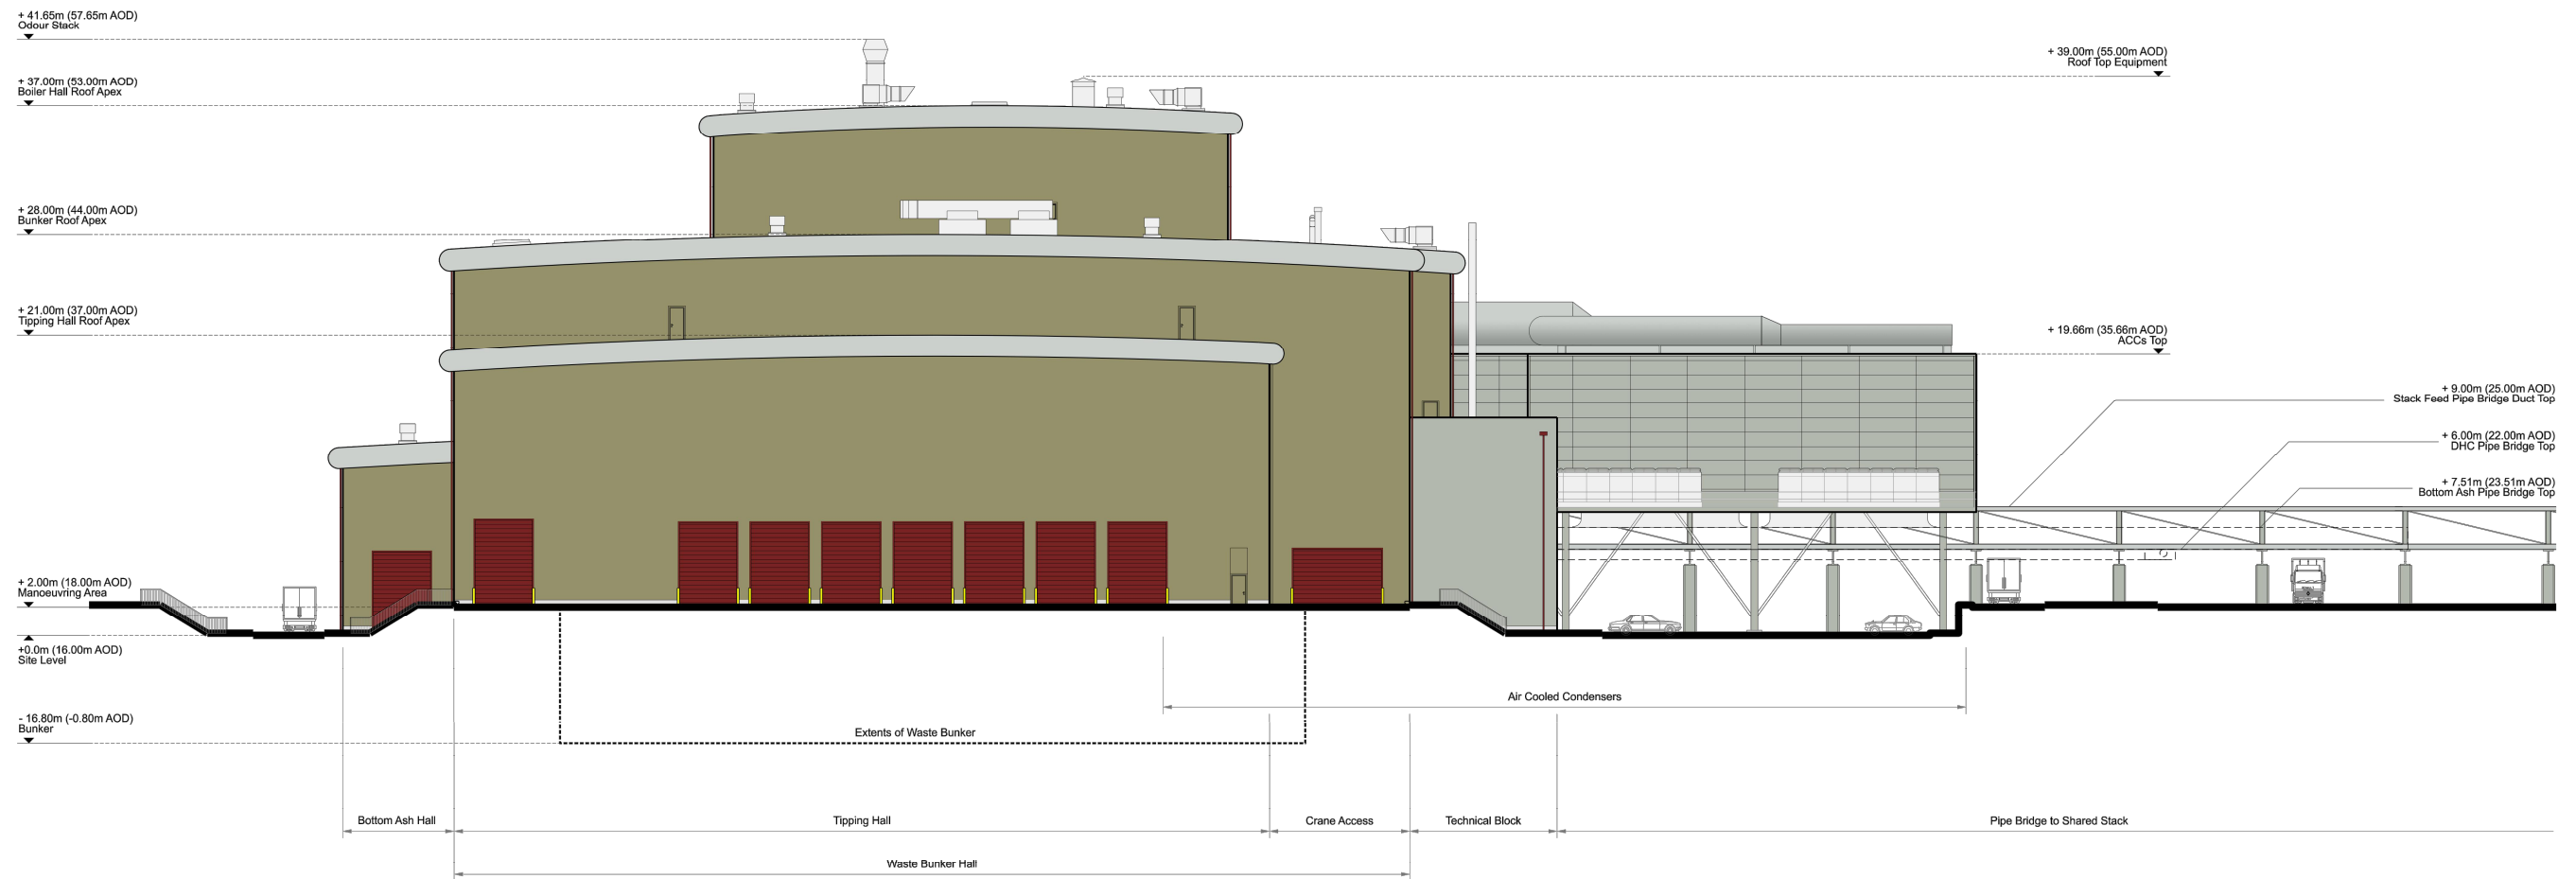 + 41.65m (57.65m AOD)
Odour Stack
+ 39.00m (55.00m AOD)
Roof Top Equipment
+ 37.00m (53.00m AOD)
Boiler Hall Roof Apex
+ 28.00m (44.00m AOD)
Bunker Roof Apex
+ 21.00m (37.00m AOD)
Tipping Hall Roof Apex
+ 19.66m (35.66m AOD)
ACCs Top
+ 9.00m (25.00m AOD)
Stack Feed Pipe Bridge Duct Top
+ 6.00m (22.00m AOD)
DHC Pipe Bridge Top
+ 7.51m (23.51m AOD)
Bottom Ash Pipe Bridge Top
+ 2.00m (18.00m AOD)
Manoeuvring Area
+0.0m (16.00m AOD)
Site Level
Air Cooled Condensers
- 16.80m (-0.80m AOD)
Bunker
Extents of Waste Bunker
Bottom Ash Hall
Tipping Hall
Crane Access
Technical Block
Pipe Bridge to Shared Stack
Waste Bunker Hall